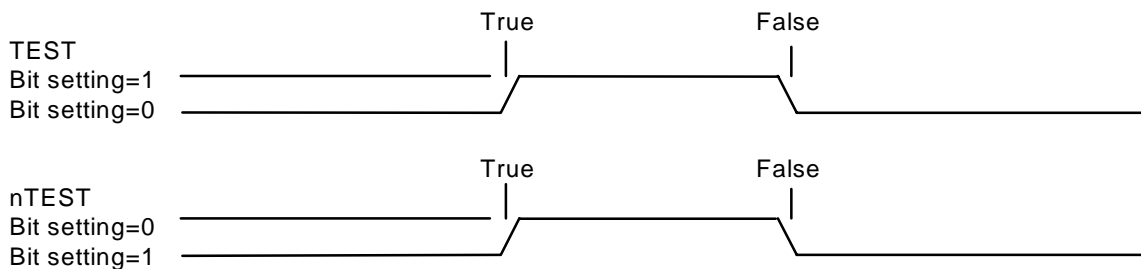 True False
TEST
Bit setting=1
Bit setting=0
True False
nTEST
Bit setting=0
Bit setting=1